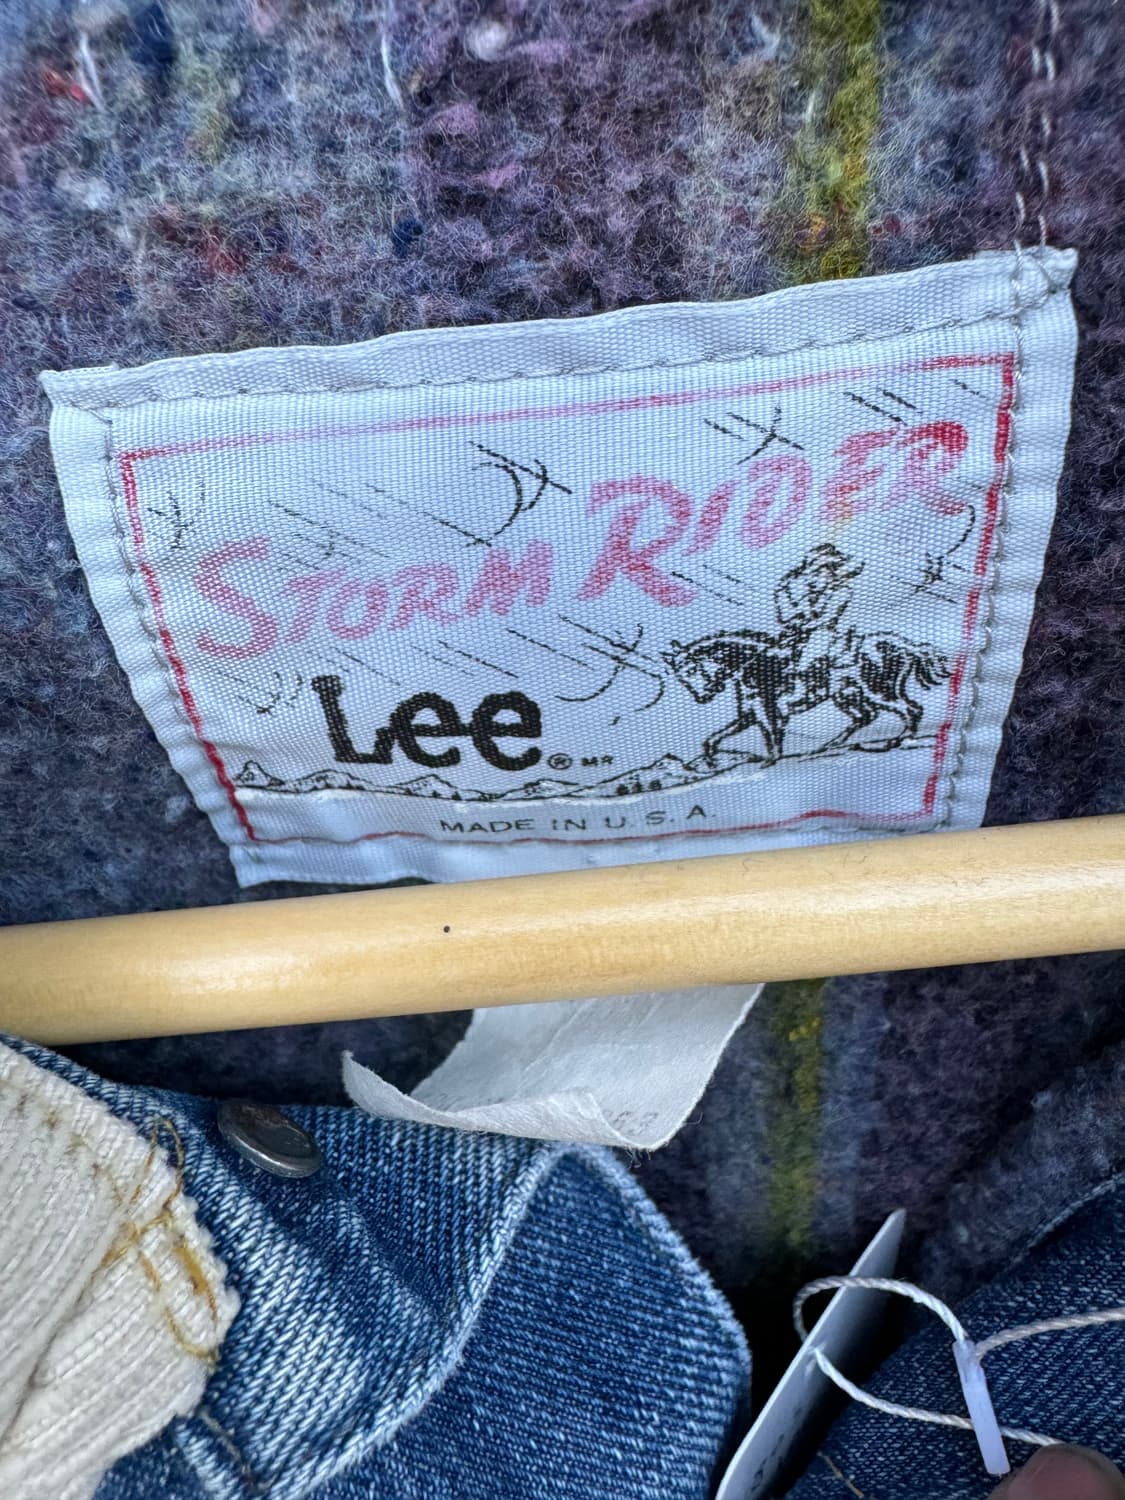 STORM RIDER
Lee® MR
MADE IN U.S.A.